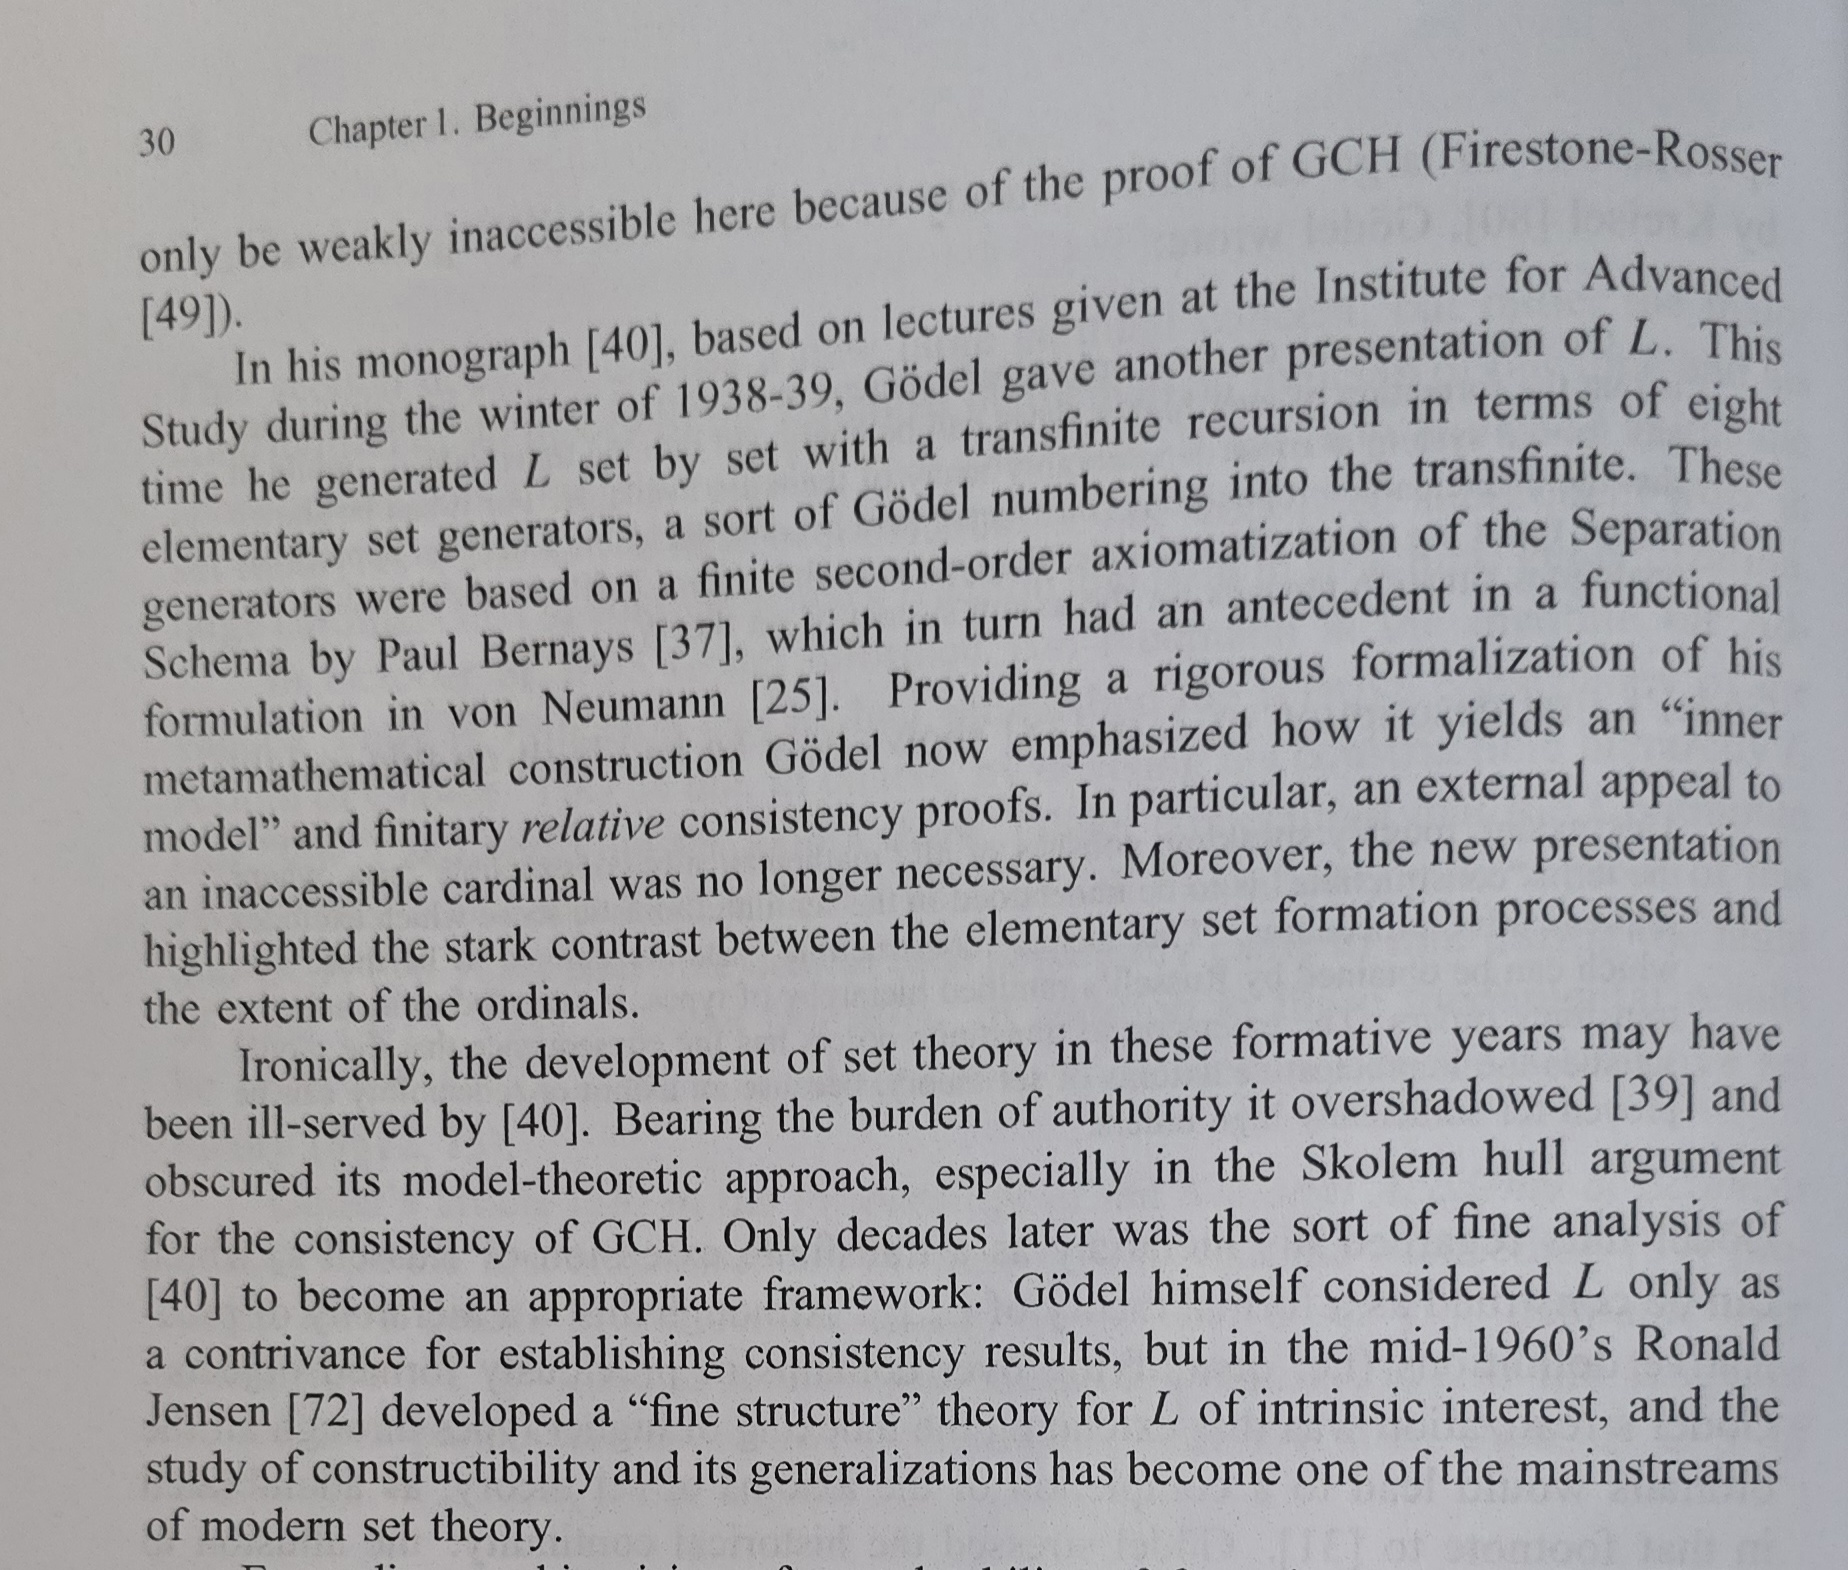 30 Chapter 1. Beginnings
only be weakly inaccessible here because of the proof of GCH (Firestone-Rosser
[49]).
In his monograph [40], based on lectures given at the Institute for Advanced
Study during the winter of 1938-39, Gödel gave another presentation of L. This
time he generated L set by set with a transfinite recursion in terms of eight
elementary set generators, a sort of Gödel numbering into the transfinite. These
generators were based on a finite second-order axiomatization of the Separation
Schema by Paul Bernays [37], which in turn had an antecedent in a functional
formulation in von Neumann [25]. Providing a rigorous formalization of his
metamathematical construction Gödel now emphasized how it yields an “inner
model” and finitary relative consistency proofs. In particular, an external appeal to
an inaccessible cardinal was no longer necessary. Moreover, the new presentation
highlighted the stark contrast between the elementary set formation processes and
the extent of the ordinals.
Ironically, the development of set theory in these formative years may have
been ill-served by [40]. Bearing the burden of authority it overshadowed [39] and
obscured its model-theoretic approach, especially in the Skolem hull argument
for the consistency of GCH. Only decades later was the sort of fine analysis of
[40] to become an appropriate framework: Gödel himself considered L only as
a contrivance for establishing consistency results, but in the mid-1960’s Ronald
Jensen [72] developed a “fine structure” theory for L of intrinsic interest, and the
study of constructibility and its generalizations has become one of the mainstreams
of modern set theory.